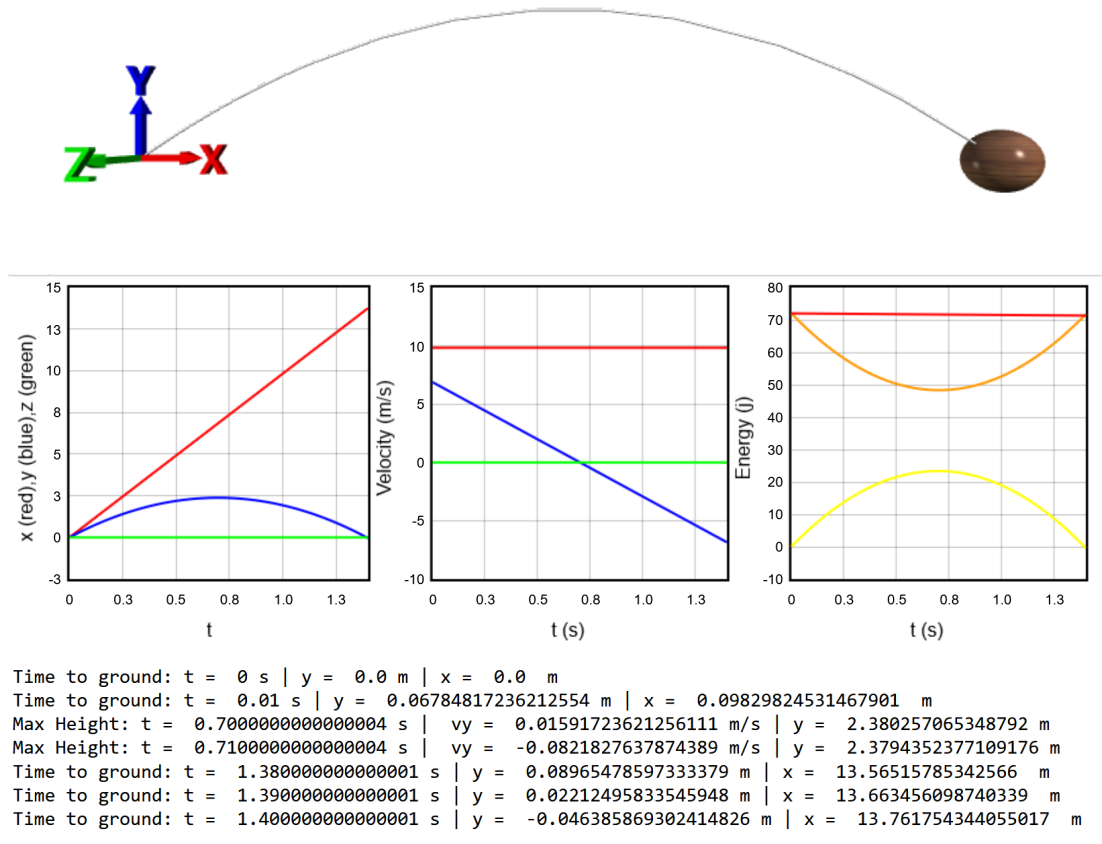 Y
Z
X
15
13
10
8
5
3
0
-3
0 0.3 0.5 0.8 1.0 1.3
t
x (red),y (blue),z (green)
15
10
5
0
-5
-10
0 0.3 0.5 0.8 1.0 1.3
t (s)
Velocity (m/s)
80
70
60
50
40
30
20
10
0
-10
0 0.3 0.5 0.8 1.0 1.3
t (s)
Energy (j)
Time to ground: t =  0 s | y =  0.0 m | x =  0.0  m
Time to ground: t =  0.01 s | y =  0.06784817236212554 m | x =  0.09829824531467901  m
Max Height: t =  0.7000000000000004 s |  vy =  0.01591723621256111 m/s | y =  2.380257065348792 m
Max Height: t =  0.7100000000000004 s |  vy =  -0.0821827637874389 m/s | y =  2.3794352377109176 m
Time to ground: t =  1.380000000000001 s | y =  0.08965478597333379 m | x =  13.56515785342566  m
Time to ground: t =  1.390000000000001 s | y =  0.02212495833545948 m | x =  13.663456098740339  m
Time to ground: t =  1.400000000000001 s | y =  -0.046385869302414826 m | x =  13.761754344055017  m